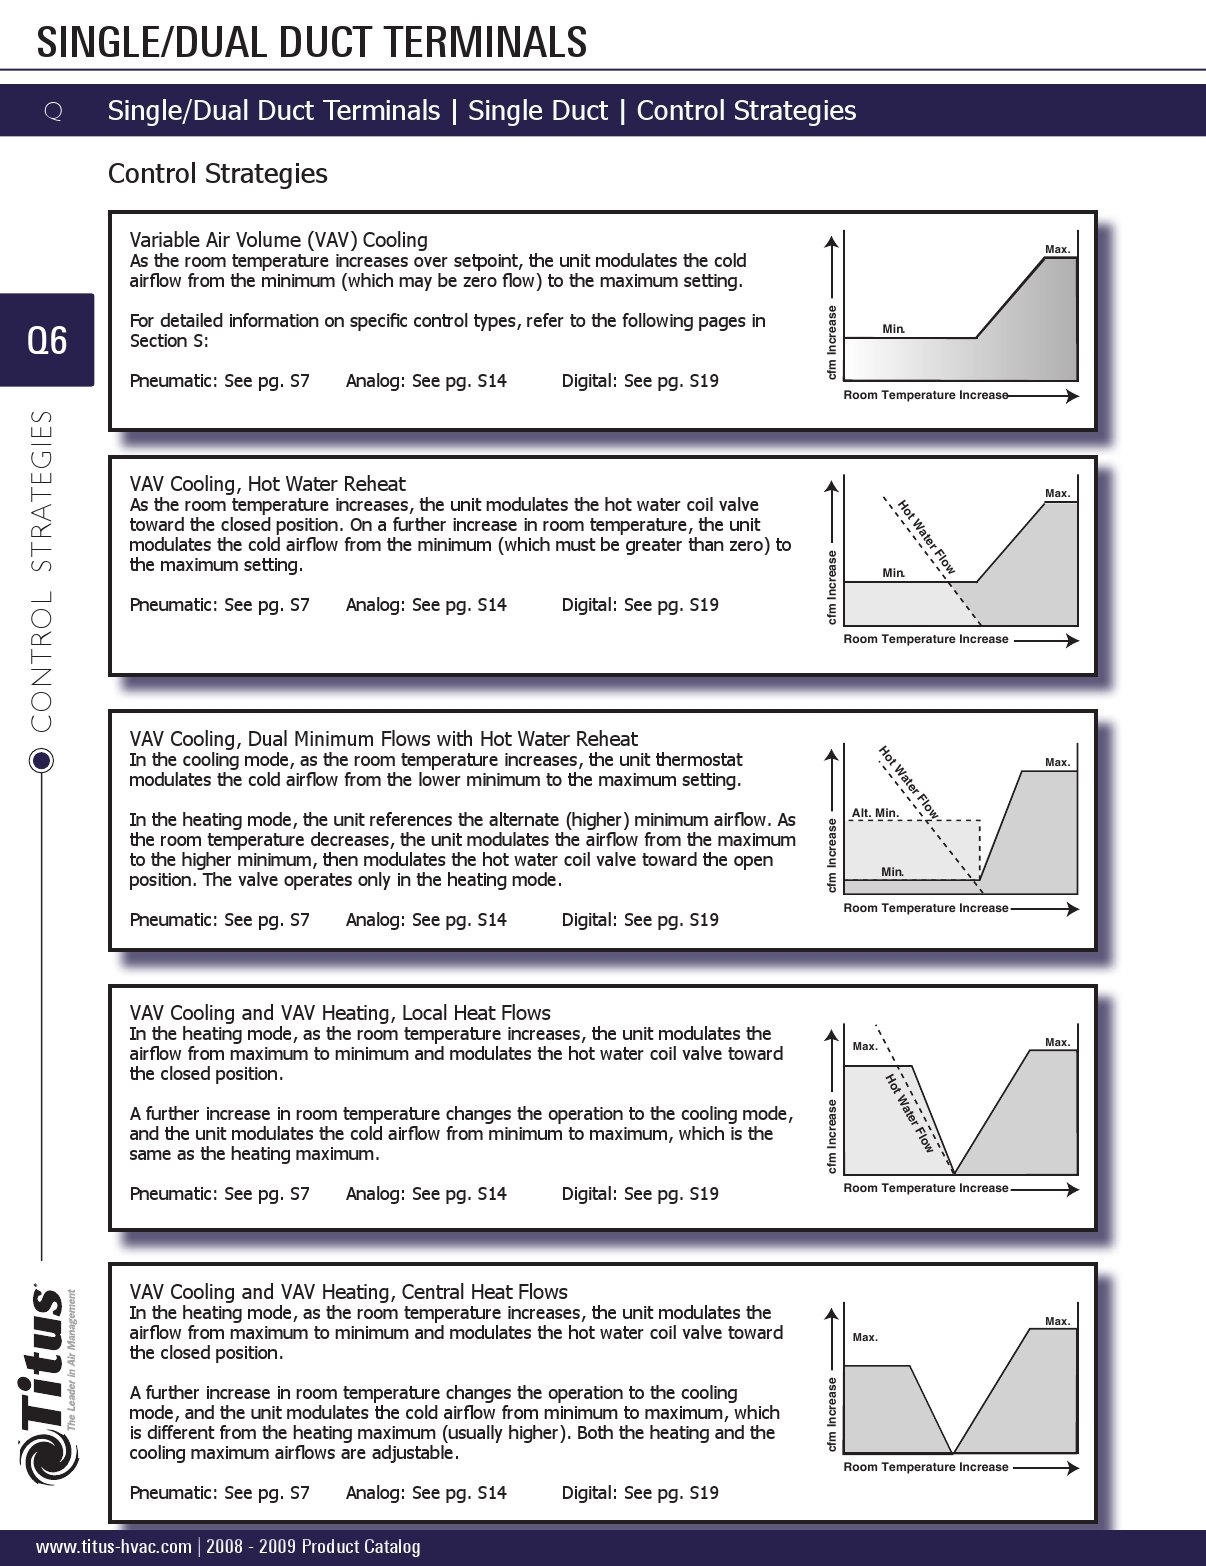 SINGLE/DUAL DUCT TERMINALS
Q
Single/Dual Duct Terminals | Single Duct | Control Strategies
Control Strategies
Q6
CONTROL STRATEGIES
Variable Air Volume (VAV) Cooling
As the room temperature increases over setpoint, the unit modulates the cold
airflow from the minimum (which may be zero flow) to the maximum setting.
For detailed information on specific control types, refer to the following pages in
Section S:
Pneumatic: See pg. S7 Analog: See pg. S14 Digital: See pg. S19
Max.
Min.
cfm Increase
Room Temperature Increase
VAV Cooling, Hot Water Reheat
As the room temperature increases, the unit modulates the hot water coil valve
toward the closed position. On a further increase in room temperature, the unit
modulates the cold airflow from the minimum (which must be greater than zero) to
the maximum setting.
Pneumatic: See pg. S7 Analog: See pg. S14 Digital: See pg. S19
Max.
Hot Water Flow
Min.
cfm Increase
Room Temperature Increase
VAV Cooling, Dual Minimum Flows with Hot Water Reheat
In the cooling mode, as the room temperature increases, the unit thermostat
modulates the cold airflow from the lower minimum to the maximum setting.
In the heating mode, the unit references the alternate (higher) minimum airflow. As
the room temperature decreases, the unit modulates the airflow from the maximum
to the higher minimum, then modulates the hot water coil valve toward the open
position. The valve operates only in the heating mode.
Pneumatic: See pg. S7 Analog: See pg. S14 Digital: See pg. S19
Hot Water Flow
Max.
Alt. Min.
Min.
cfm Increase
Room Temperature Increase
VAV Cooling and VAV Heating, Local Heat Flows
In the heating mode, as the room temperature increases, the unit modulates the
airflow from maximum to minimum and modulates the hot water coil valve toward
the closed position.
A further increase in room temperature changes the operation to the cooling mode,
and the unit modulates the cold airflow from minimum to maximum, which is the
same as the heating maximum.
Pneumatic: See pg. S7 Analog: See pg. S14 Digital: See pg. S19
Max.
Max.
Hot Water Flow
cfm Increase
Room Temperature Increase
VAV Cooling and VAV Heating, Central Heat Flows
In the heating mode, as the room temperature increases, the unit modulates the
airflow from maximum to minimum and modulates the hot water coil valve toward
the closed position.
A further increase in room temperature changes the operation to the cooling
mode, and the unit modulates the cold airflow from minimum to maximum, which
is different from the heating maximum (usually higher). Both the heating and the
cooling maximum airflows are adjustable.
Pneumatic: See pg. S7 Analog: See pg. S14 Digital: See pg. S19
Max.
Max.
cfm Increase
Room Temperature Increase
Titus
The Leader in Air Management
www.titus-hvac.com | 2008 - 2009 Product Catalog